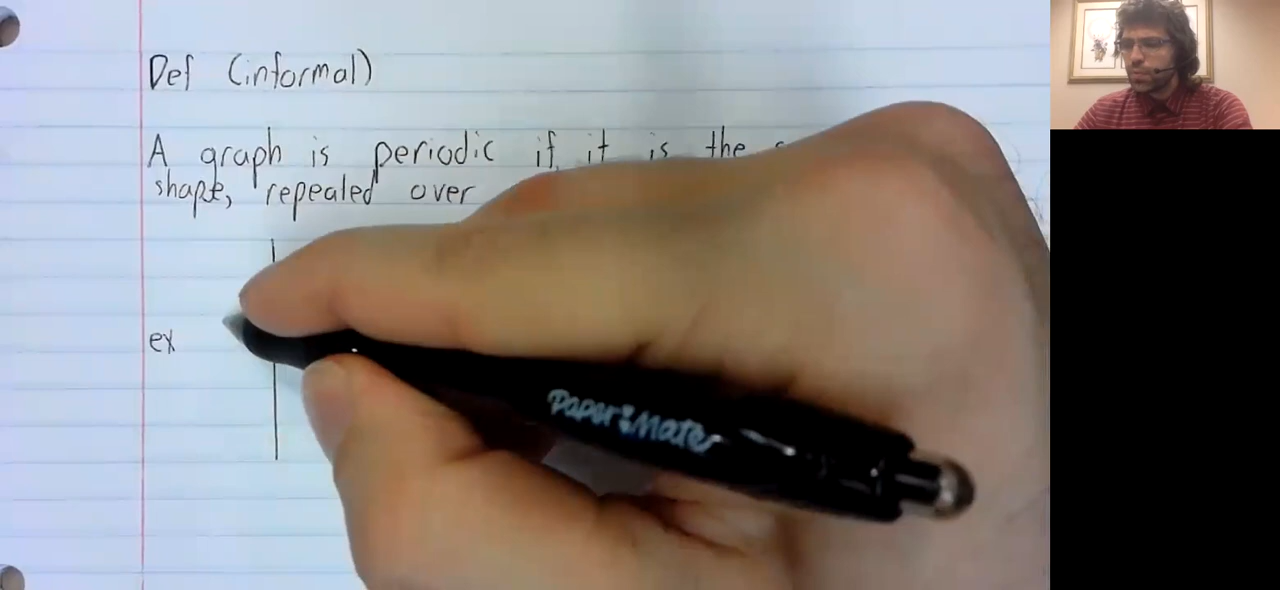 Def (informal)
A graph is periodic if it is the
shape, repeated over
ex
Paper Mate